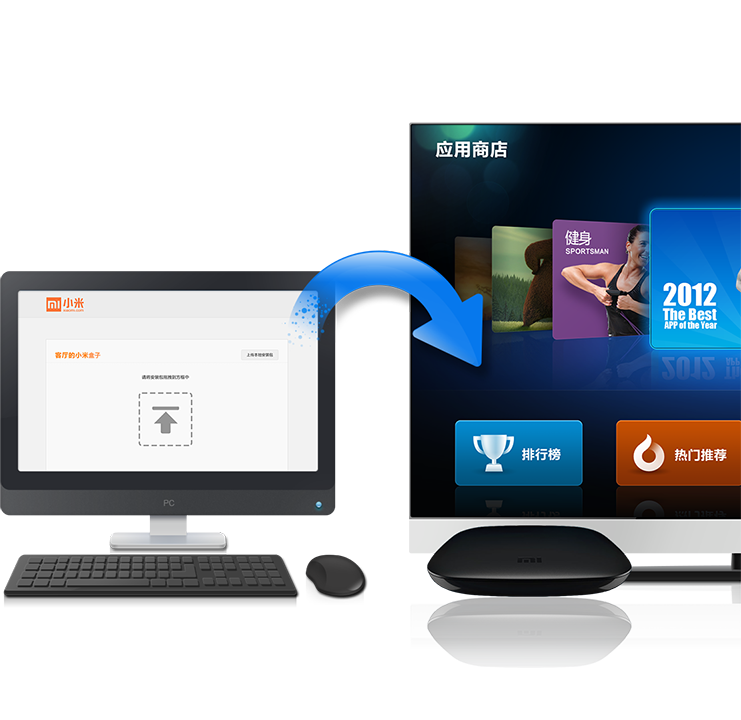 应用商店
健身
SPORTSMAN
2012
The Best
APP of the Year
排行榜
热门推荐
mi 小米
xiaomi.com
客厅的小米盒子
上传本地安装包
请将安装包拖拽到方框中
PC